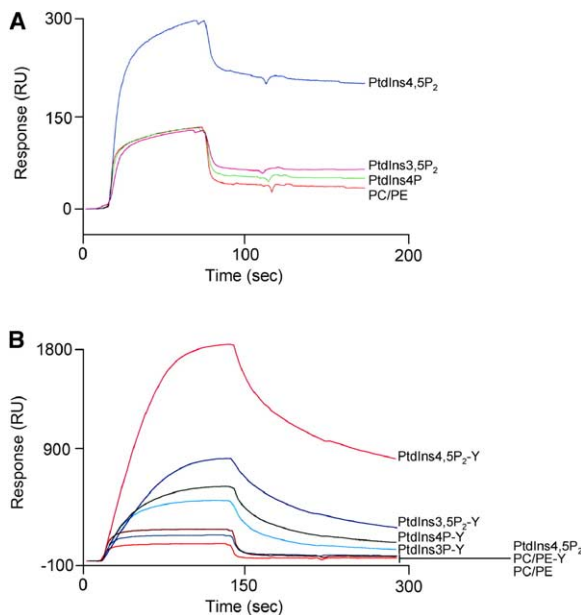 A
300
150
0
Response (RU)
PtdIns4,5P₂
PtdIns3,5P₂
PtdIns4P
PC/PE
0
100
200
Time (sec)
B
1800
900
-100
Response (RU)
PtdIns4,5P₂-Y
PtdIns3,5P₂-Y
PtdIns4P-Y
PtdIns3P-Y
PtdIns4,5P₂
PC/PE-Y
PC/PE
0
150
300
Time (sec)